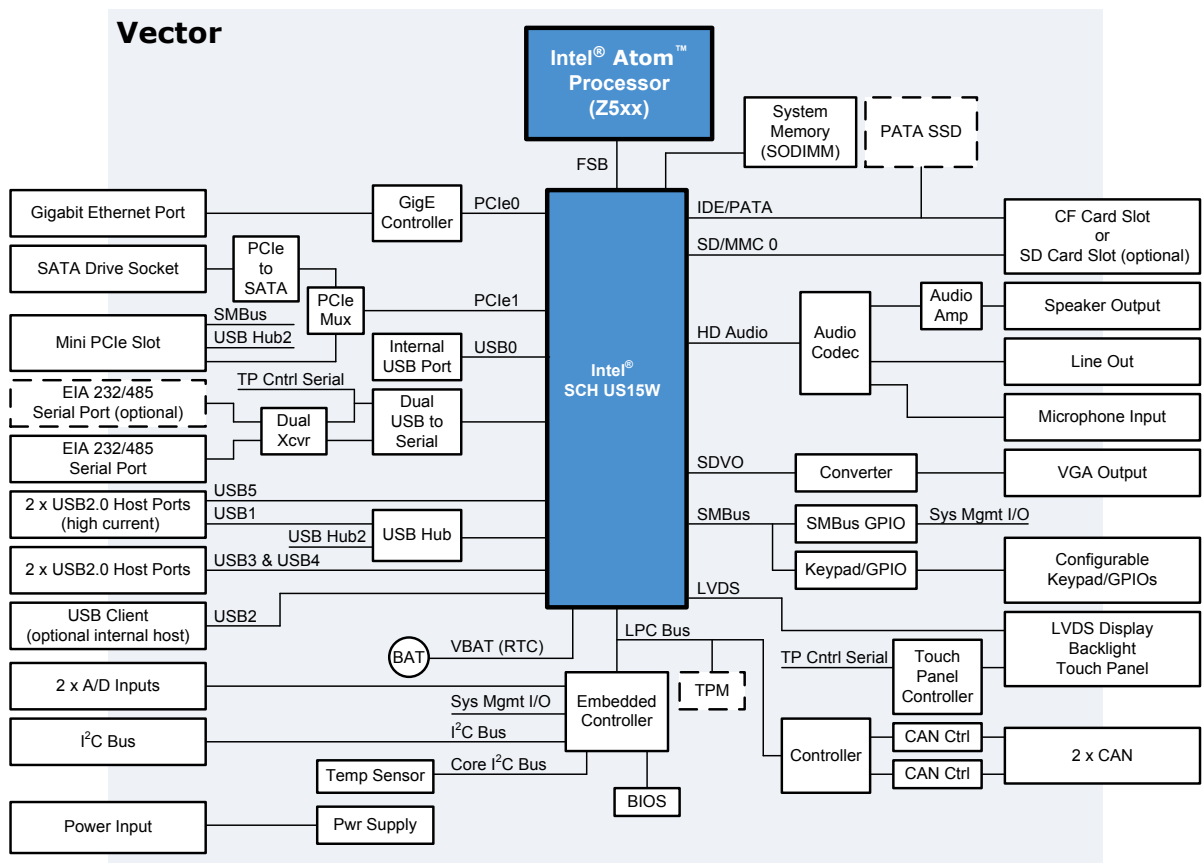 Vector
Intel® Atom™
Processor
(Z5xx)
FSB
System
Memory
(SODIMM)
PATA SSD
Gigabit Ethernet Port
GigE
Controller
PCIe0
IDE/PATA
SD/MMC 0
CF Card Slot
or
SD Card Slot (optional)
SATA Drive Socket
PCIe
to
SATA
PCIe
Mux
PCIe1
Mini PCIe Slot
SMBus
USB Hub2
Internal
USB Port
USB0
Intel®
SCH US15W
HD Audio
Audio
Codec
Audio
Amp
Speaker Output
Line Out
Microphone Input
EIA 232/485
Serial Port (optional)
TP Cntrl Serial
Dual
Xcvr
Dual
USB to
Serial
EIA 232/485
Serial Port
SDVO
Converter
VGA Output
2 x USB2.0 Host Ports
(high current)
USB5
USB1
USB Hub2
USB Hub
SMBus
SMBus GPIO
Sys Mgmt I/O
Keypad/GPIO
Configurable
Keypad/GPIOs
2 x USB2.0 Host Ports
USB3 & USB4
USB Client
(optional internal host)
USB2
LVDS
LVDS Display
Backlight
Touch Panel
BAT
VBAT (RTC)
LPC Bus
TPM
TP Cntrl Serial
Touch
Panel
Controller
2 x A/D Inputs
Sys Mgmt I/O
Embedded
Controller
I²C Bus
I²C Bus
Controller
CAN Ctrl
CAN Ctrl
2 x CAN
Temp Sensor
Core I²C Bus
BIOS
Power Input
Pwr Supply